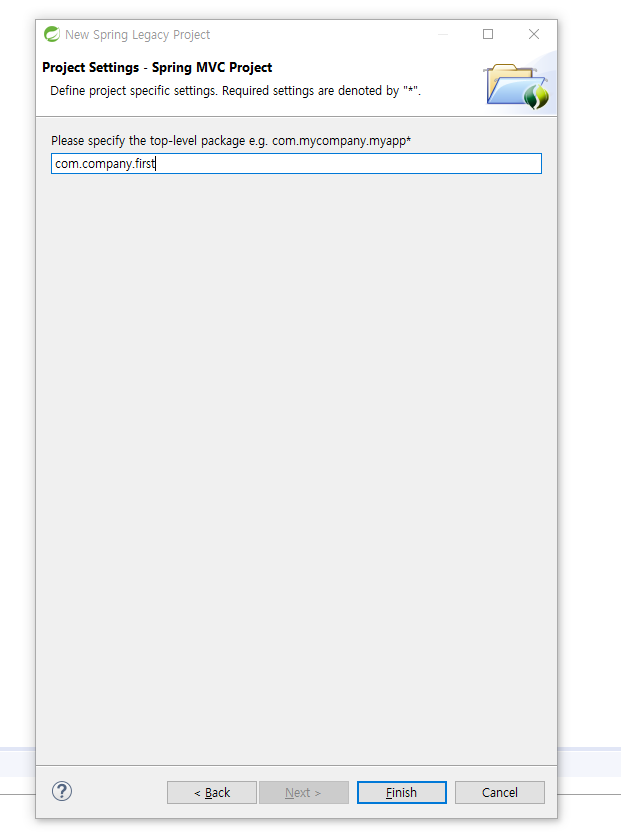 New Spring Legacy Project
Project Settings - Spring MVC Project
Define project specific settings. Required settings are denoted by "*".
Please specify the top-level package e.g. com.mycompany.myapp*
com.company.first
?
< Back
Next >
Finish
Cancel